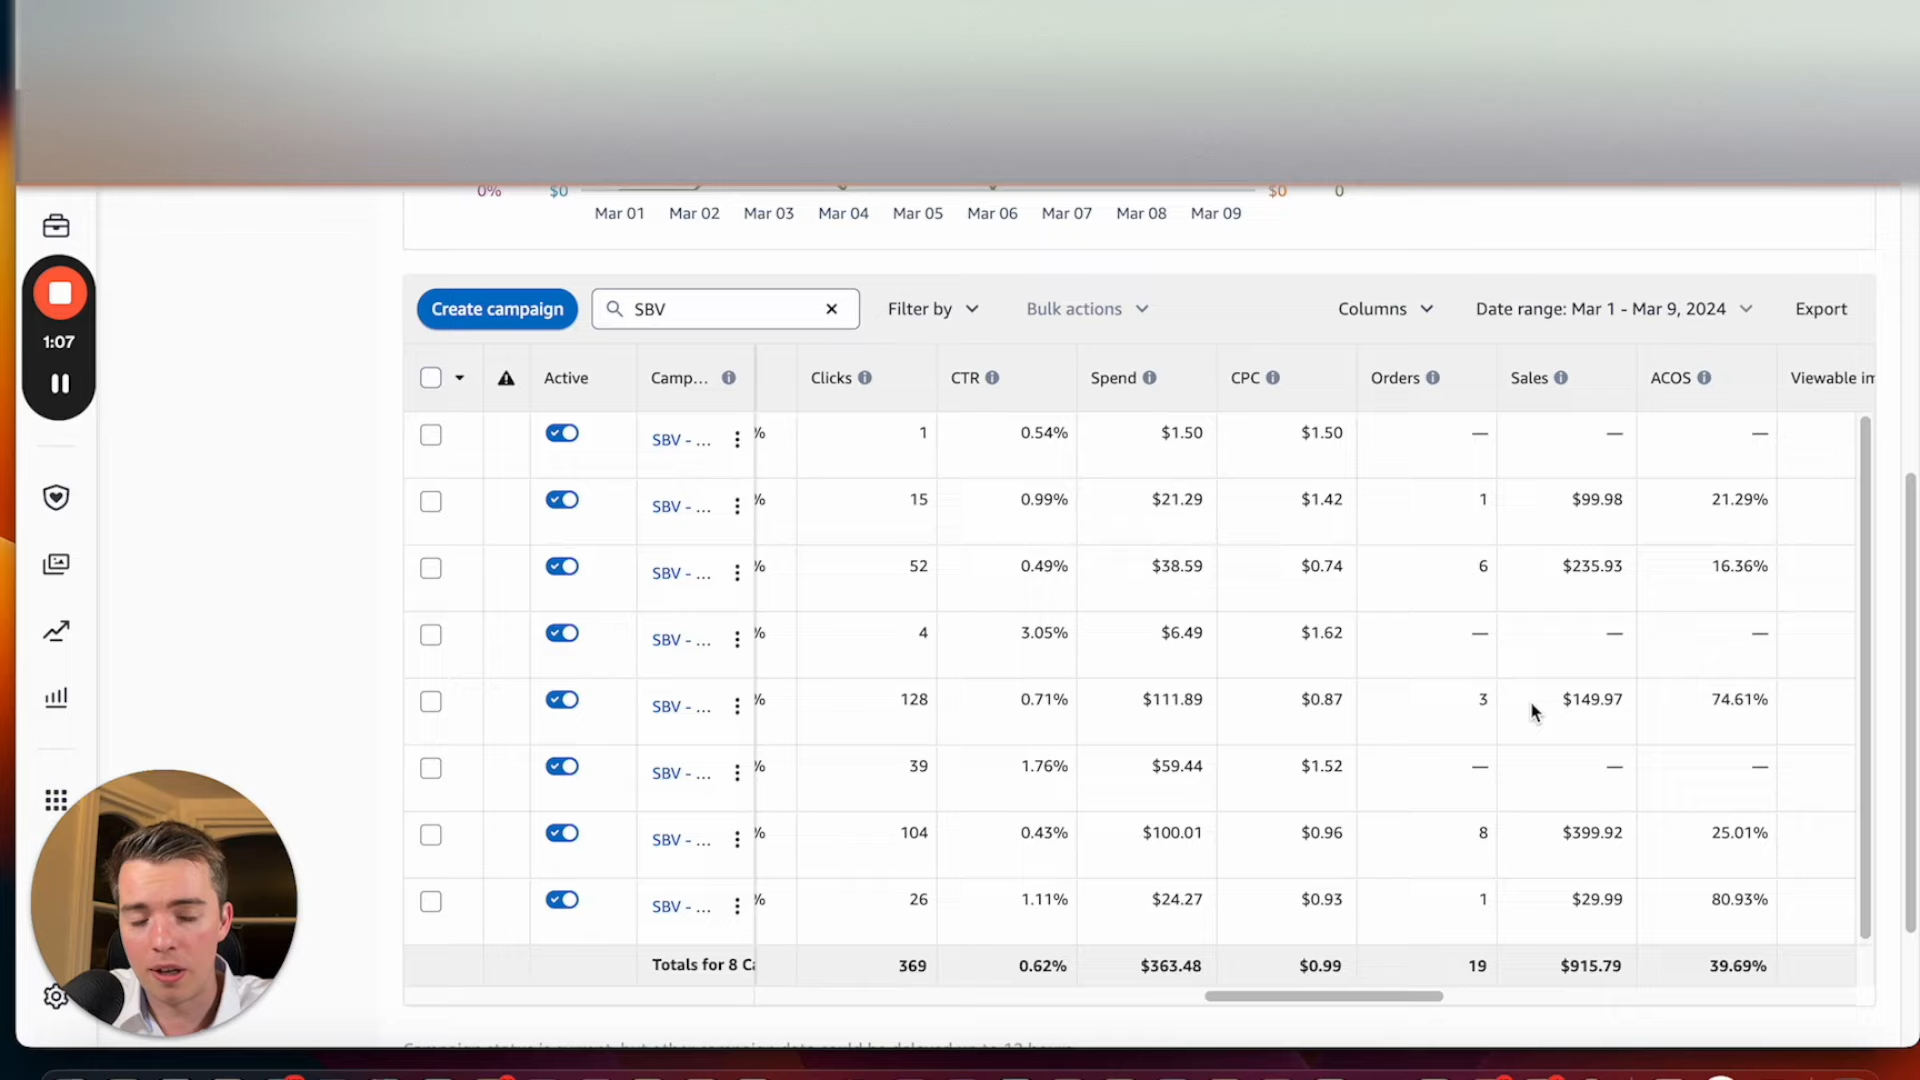 0% $0 $0 0
Mar 01 Mar 02 Mar 03 Mar 04 Mar 05 Mar 06 Mar 07 Mar 08 Mar 09
1:07
Create campaign SBV Filter by Bulk actions Columns Date range: Mar 1 - Mar 9, 2024 Export
Active Camp... Clicks CTR Spend CPC Orders Sales ACOS Viewable im
SBV - ... % 1 0.54% $1.50 $1.50 — — —
SBV - ... % 15 0.99% $21.29 $1.42 1 $99.98 21.29%
SBV - ... % 52 0.49% $38.59 $0.74 6 $235.93 16.36%
SBV - ... % 4 3.05% $6.49 $1.62 — — —
SBV - ... % 128 0.71% $111.89 $0.87 3 $149.97 74.61%
SBV - ... % 39 1.76% $59.44 $1.52 — — —
SBV - ... % 104 0.43% $100.01 $0.96 8 $399.92 25.01%
SBV - ... % 26 1.11% $24.27 $0.93 1 $29.99 80.93%
Totals for 8 Ca 369 0.62% $363.48 $0.99 19 $915.79 39.69%